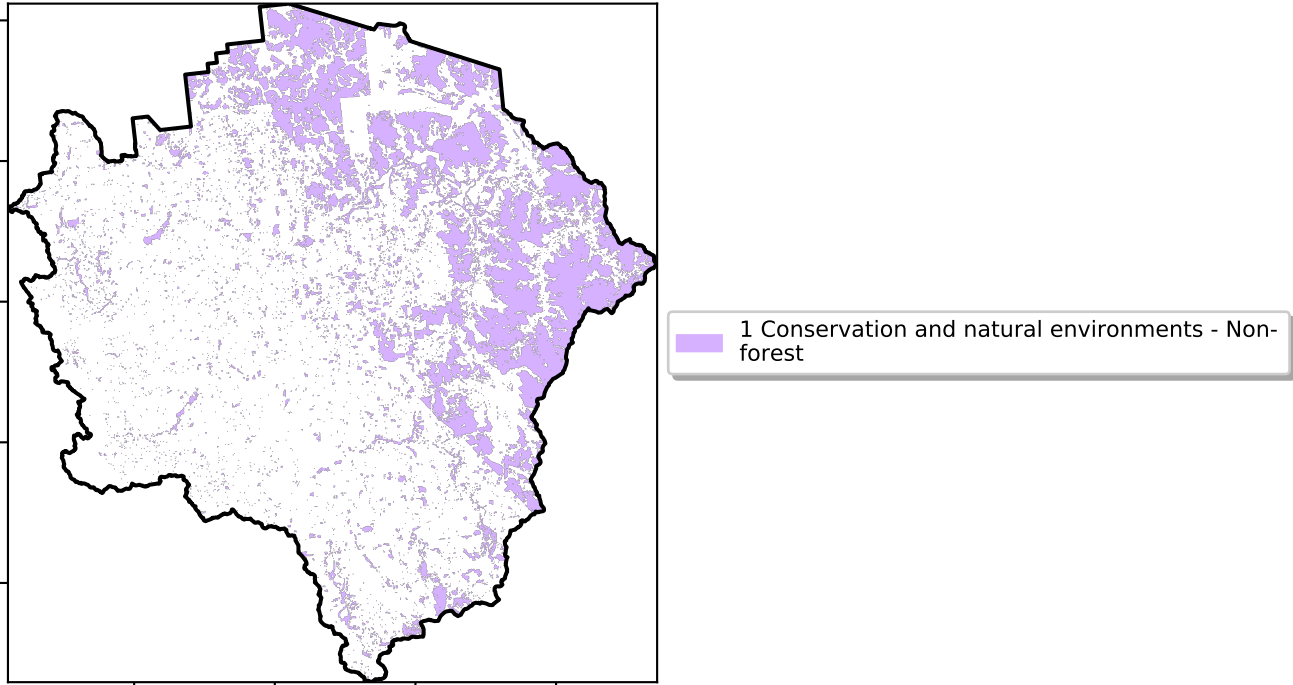 1 Conservation and natural environments - Non-
forest